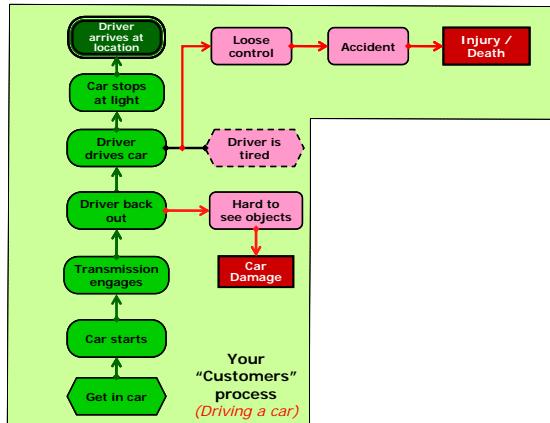 Driver
arrives at
location
Loose
control
Accident
Injury /
Death
Car stops
at light
Driver
drives car
Driver is
tired
Driver back
out
Hard to
see objects
Transmission
engages
Car
Damage
Car starts
Get in car
Your
“Customers”
process
(Driving a car)